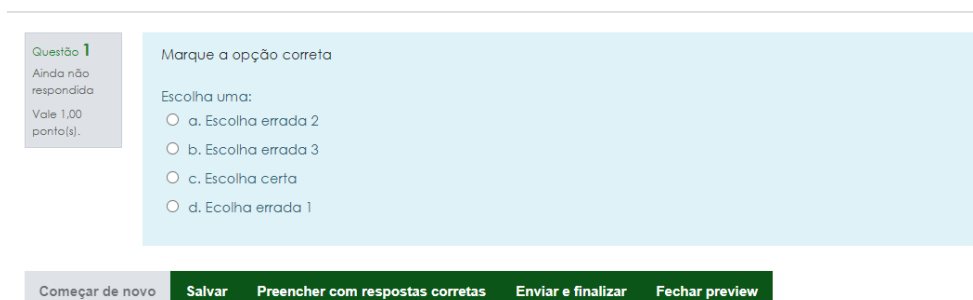 Questão 1
Ainda não
respondida
Vale 1,00
ponto(s).
Marque a opção correta
Escolha uma:
a. Escolha errada 2
b. Escolha errada 3
c. Escolha certa
d. Ecolha errada 1
Começar de novo Salvar Preencher com respostas corretas Enviar e finalizar Fechar preview